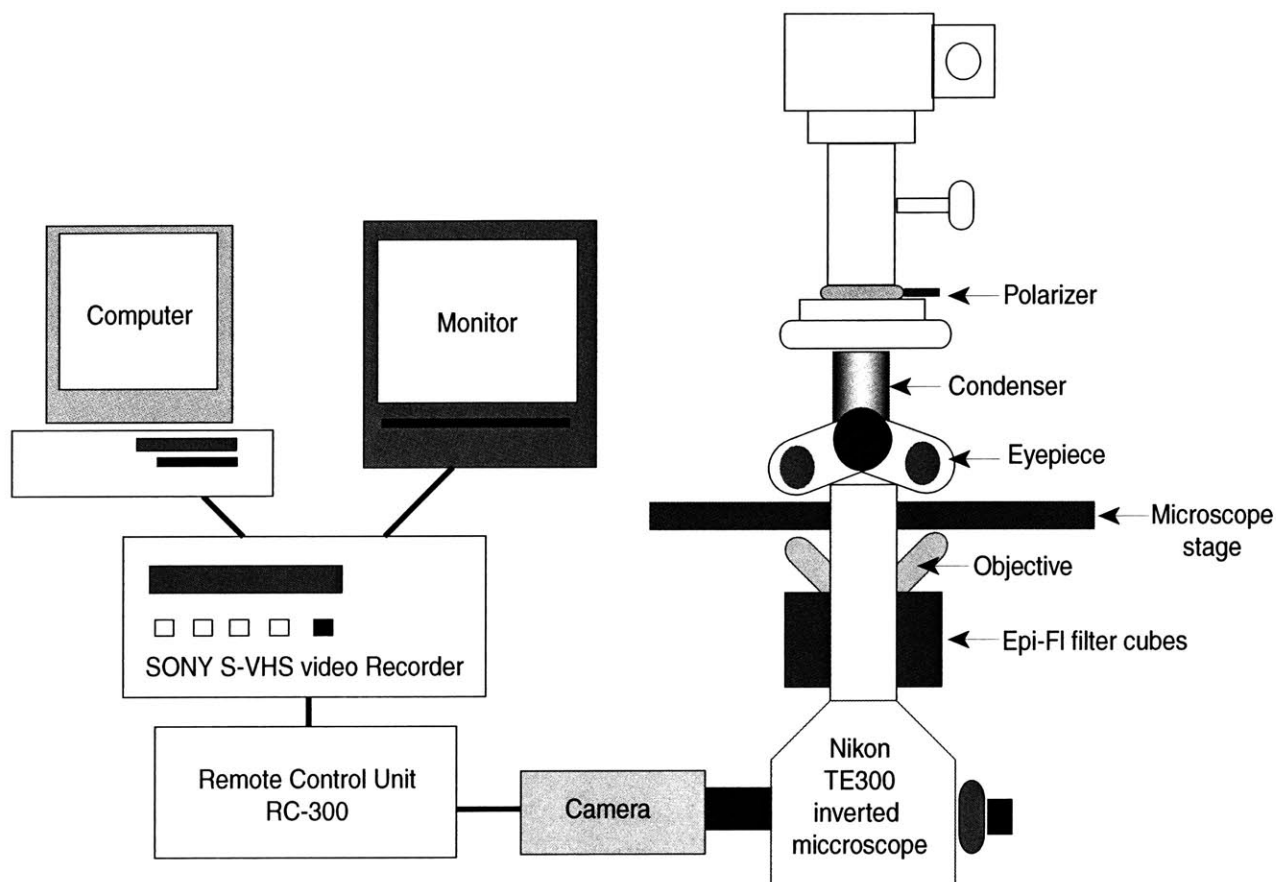 Computer
Monitor
SONY S-VHS video Recorder
Remote Control Unit
RC-300
Camera
Nikon
TE300
inverted
miccroscope
Polarizer
Condenser
Eyepiece
Microscope
stage
Objective
Epi-Fl filter cubes